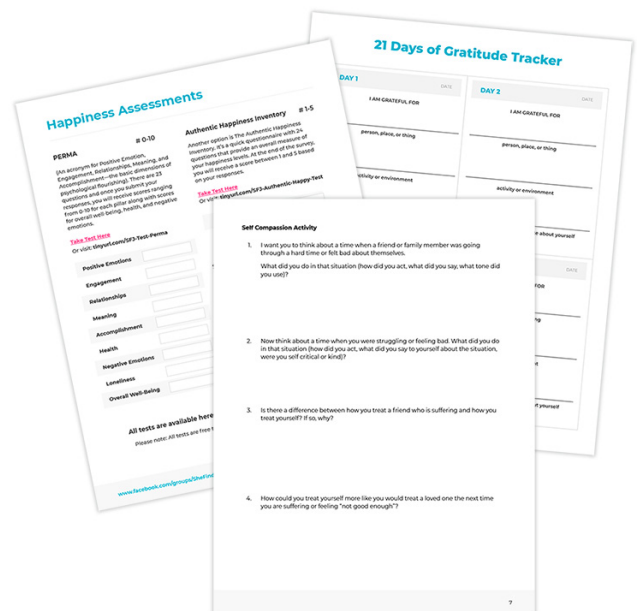 Happiness Assessments
PERMA
# 0-10
(An acronym for Positive Emotion,
Engagement, Relationships, Meaning, and
Accomplishment—the basic dimensions of
psychological flourishing). There are 23
questions and once you submit your
responses, you will receive scores ranging
from 0-10 for each pillar along with scores
for overall well-being, health, and negative
emotions.
Take Test Here
Or visit: tinyurl.com/SFJ-Test-Perma
Positive Emotions
Engagement
Relationships
Meaning
Accomplishment
Health
Negative Emotions
Loneliness
Overall Well-Being
Authentic Happiness Inventory
# 1-5
Another option is The Authentic Happiness
Inventory. It's a quick questionnaire with 24
questions that provide an overall measure of
your happiness levels. At the end of the survey,
you will receive a score between 1 and 5 based
on your responses.
Take Test Here
Or visit: tinyurl.com/SFJ-Authentic-Happy-Test
All tests are available here
Please note: All tests are free
www.facebook.com/groups/
21 Days of Gratitude Tracker
DAY 1
DATE
I AM GRATEFUL FOR
person, place, or thing
activity or environment
DAY 2
DATE
I AM GRATEFUL FOR
person, place, or thing
activity or environment
about yourself
DATE
FOR
yourself
Self Compassion Activity
1. I want you to think about a time when a friend or family member was going
through a hard time or felt bad about themselves.
What did you do in that situation (how did you act, what did you say, what tone did
you use)?
2. Now think about a time when you were struggling or feeling bad. What did you do
in that situation (how did you act, what did you say to yourself about the situation,
were you self critical or kind)?
3. Is there a difference between how you treat a friend who is suffering and how you
treat yourself? If so, why?
4. How could you treat yourself more like you would treat a loved one the next time
you are suffering or feeling "not good enough"?
7